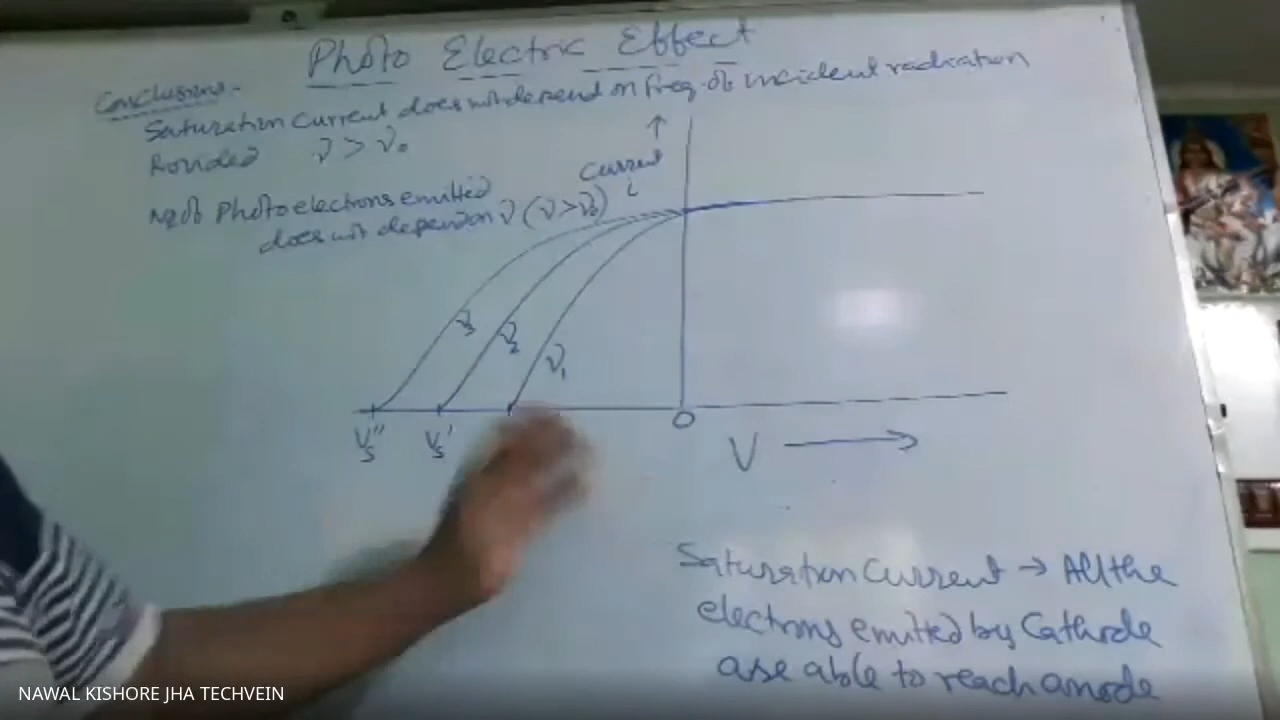 Photo Electric Effect
Conclusions -
Saturation Current does not depend on freq. of incident radiation
Provided ν > ν₀
No of Photoelectrons emitted
does not depend on ν (ν > ν₀)
Current
i
ν₃
ν₂
ν₁
Vs''
Vs'
O
V
Saturation Current → All the
electrons emitted by Cathode
are able to reach anode
NAWAL KISHORE JHA TECHVEIN